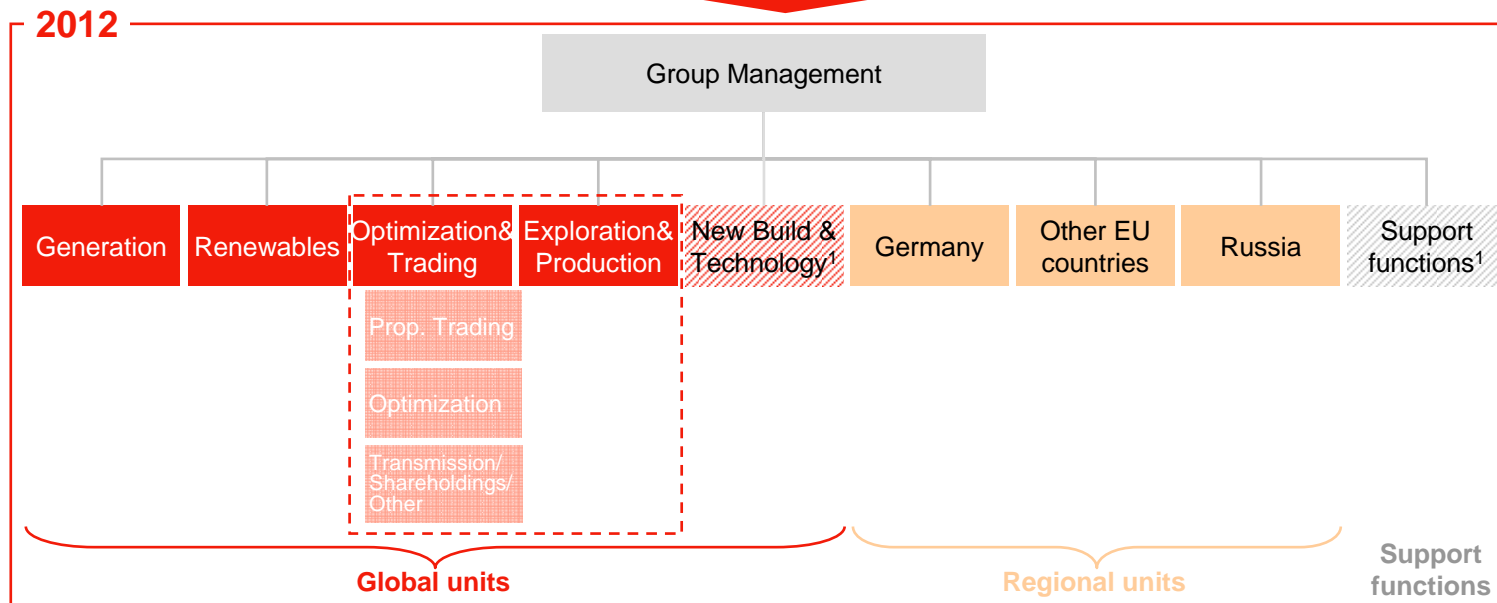 2012
Group Management
Generation
Renewables
Optimization&
Trading
Exploration&
Production
New Build &
Technology¹
Germany
Other EU
countries
Russia
Support
functions¹
Prop. Trading
Optimization
Transmission/
Shareholdings/
Other
Global units
Regional units
Support
functions